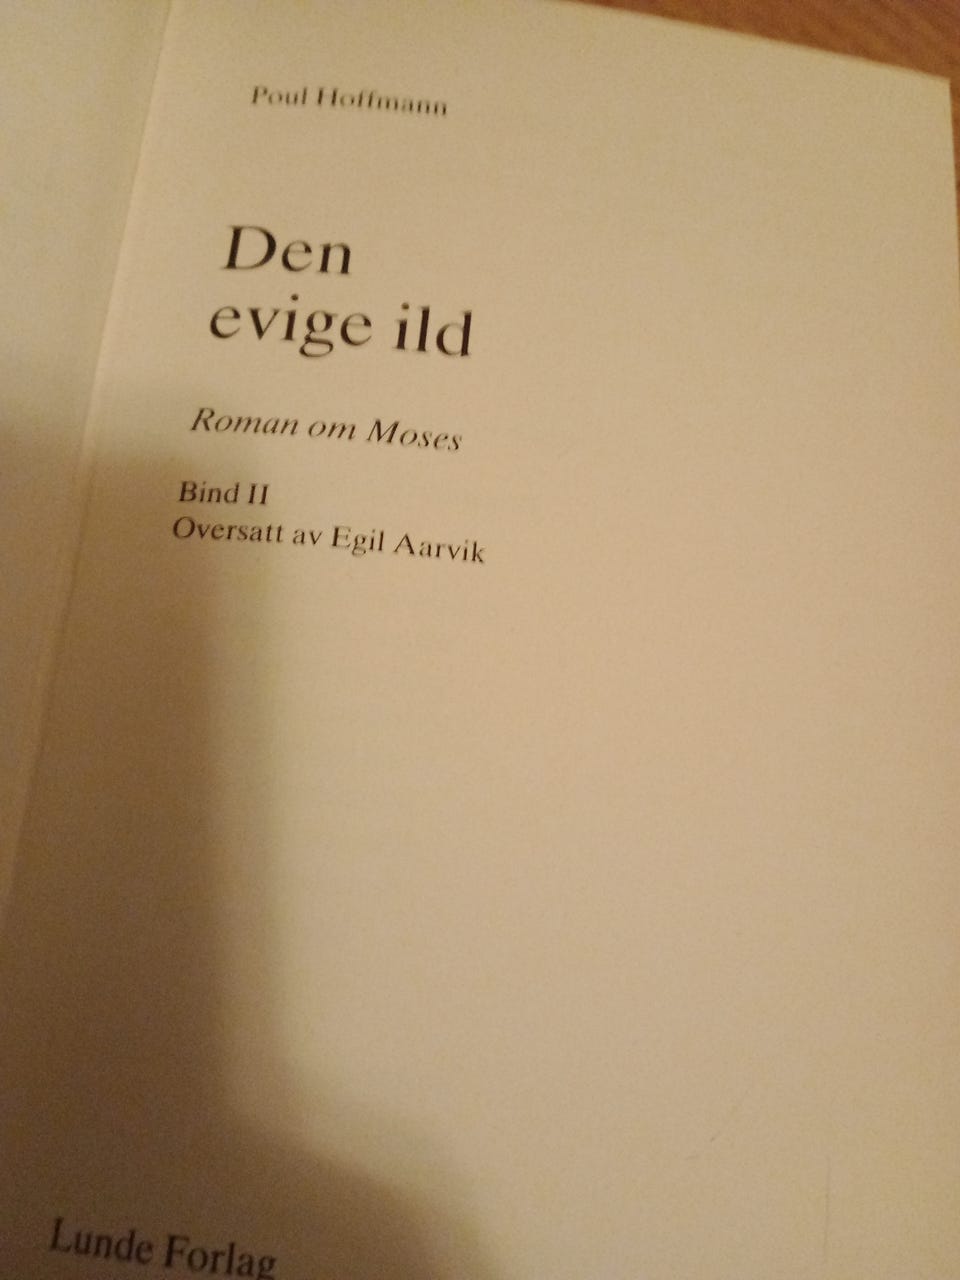 Poul Hoffmann
Den
evige ild
Roman om Moses
Bind II
Oversatt av Egil Aarvik
Lunde Forlag